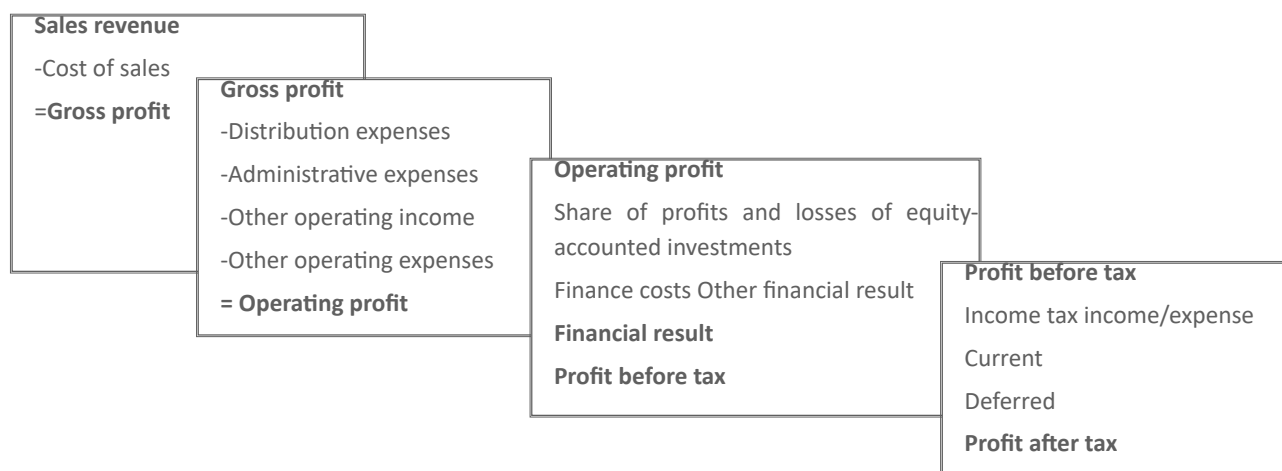 Sales revenue
-Cost of sales
=Gross profit
Gross profit
-Distribution expenses
-Administrative expenses
-Other operating income
-Other operating expenses
= Operating profit
Operating profit
Share of profits and losses of equity-
accounted investments
Finance costs Other financial result
Financial result
Profit before tax
Profit before tax
Income tax income/expense
Current
Deferred
Profit after tax